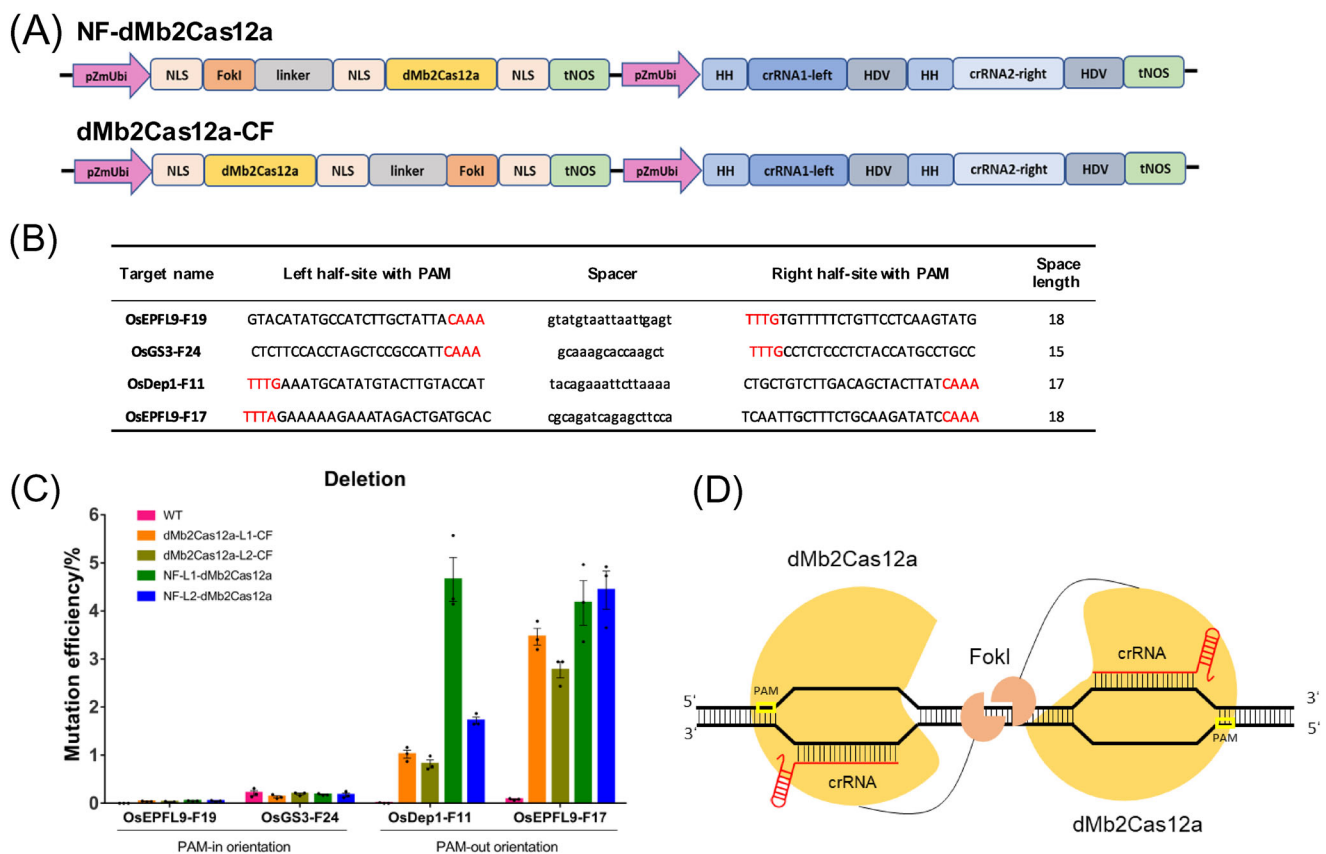 (A)
NF-dMb2Cas12a
pZmUbi NLS FokI linker NLS dMb2Cas12a NLS tNOS pZmUbi HH crRNA1-left HDV HH crRNA2-right HDV tNOS
dMb2Cas12a-CF
pZmUbi NLS dMb2Cas12a NLS linker FokI NLS tNOS pZmUbi HH crRNA1-left HDV HH crRNA2-right HDV tNOS
(B)
Target name Left half-site with PAM Spacer Right half-site with PAM Space length
OsEPFL9-F19 GTACATATGCCATCTTGCTATTACAAA gtatgtaattaattgagt TTTGTGTTTTTCTGTTCCTCAAGTATG 18
OsGS3-F24 CTCTTCCACCTAGCTCCGCCATTCAAA gcaaagcaccaagct TTTGCCTCTCCCTCTACCATGCCTGCC 15
OsDep1-F11 TTTGAAATGCATATGTACTTGTACCAT tacagaaattcttaaaa CTGCTGTCTTGACAGCTACTTATCAAA 17
OsEPFL9-F17 TTTAGAAAAAGAAATAGACTGATGCAC cgcagatcagagcttcca TCAATTGCTTTCTGCAAGATATCCAAA 18
(C)
Deletion
Mutation efficiency/%
6
5
4
3
2
1
0
WT
dMb2Cas12a-L1-CF
dMb2Cas12a-L2-CF
NF-L1-dMb2Cas12a
NF-L2-dMb2Cas12a
OsEPFL9-F19 OsGS3-F24 OsDep1-F11 OsEPFL9-F17
PAM-in orientation PAM-out orientation
(D)
dMb2Cas12a
FokI
crRNA
PAM
5' 3'
3' 5'
PAM
crRNA
dMb2Cas12a